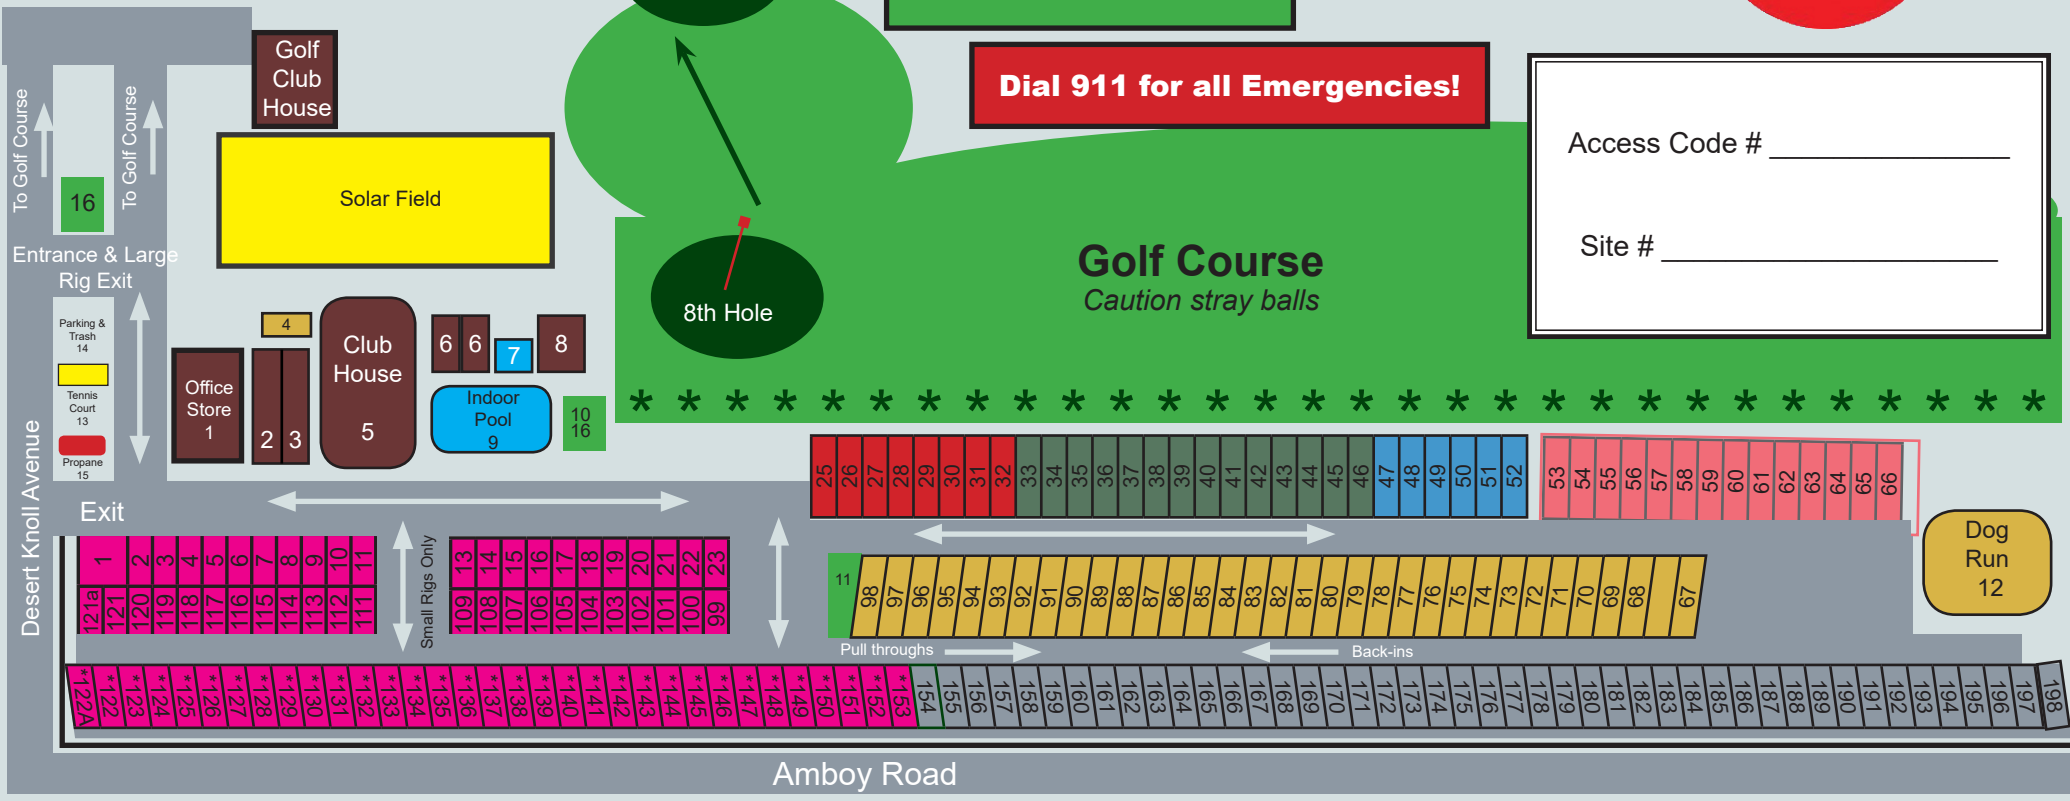 Golf
Club
House
Dial 911 for all Emergencies!
Access Code #
Site #
To Golf Course
To Golf Course
16
Solar Field
Entrance & Large
Rig Exit
Golf Course
Caution stray balls
8th Hole
Parking &
Trash
14
Tennis
Court
13
Propane
15
Desert Knoll Avenue
Office
Store
1
2 3
4
Club
House
5
6 6 7 8
Indoor
Pool
9
10
16
* * * * * * * * * * * * * * * * * * * * * * * * * * * * * *
25 26 27 28 29 30 31 32 33 34 35 36 37 38 39 40 41 42 43 44 45 46 47 48 49 50 51 52
53 54 55 56 57 58 59 60 61 62 63 64 65 66
Exit
Dog
Run
12
1 2 3 4 5 6 7 8 9 10 11
121a 121 120 119 118 117 116 115 114 113 112 111
Small Rigs Only
13 14 15 16 17 18 19 20 21 22 23
109 108 107 106 105 104 103 102 101 100 99
11
98 97 96 95 94 93 92 91 90 89 88 87 86 85 84 83 82 81 80 79 78 77 76 75 74 73 72 71 70 69 68 67
Pull throughs
Back-ins
*122A *122 *123 *124 *125 *126 *127 *128 *129 *130 *131 *132 *133 *134 *135 *136 *137 *138 *139 *140 *141 *142 *143 *144 *145 *146 *147 *148 *149 *150 *151 *152 *153 154 155 156 157 158 159 160 161 162 163 164 165 166 167 168 169 170 171 172 173 174 175 176 177 178 179 180 181 184 185 186 187 188 189 190 191 192 193 194 195 196 197 198
Amboy Road